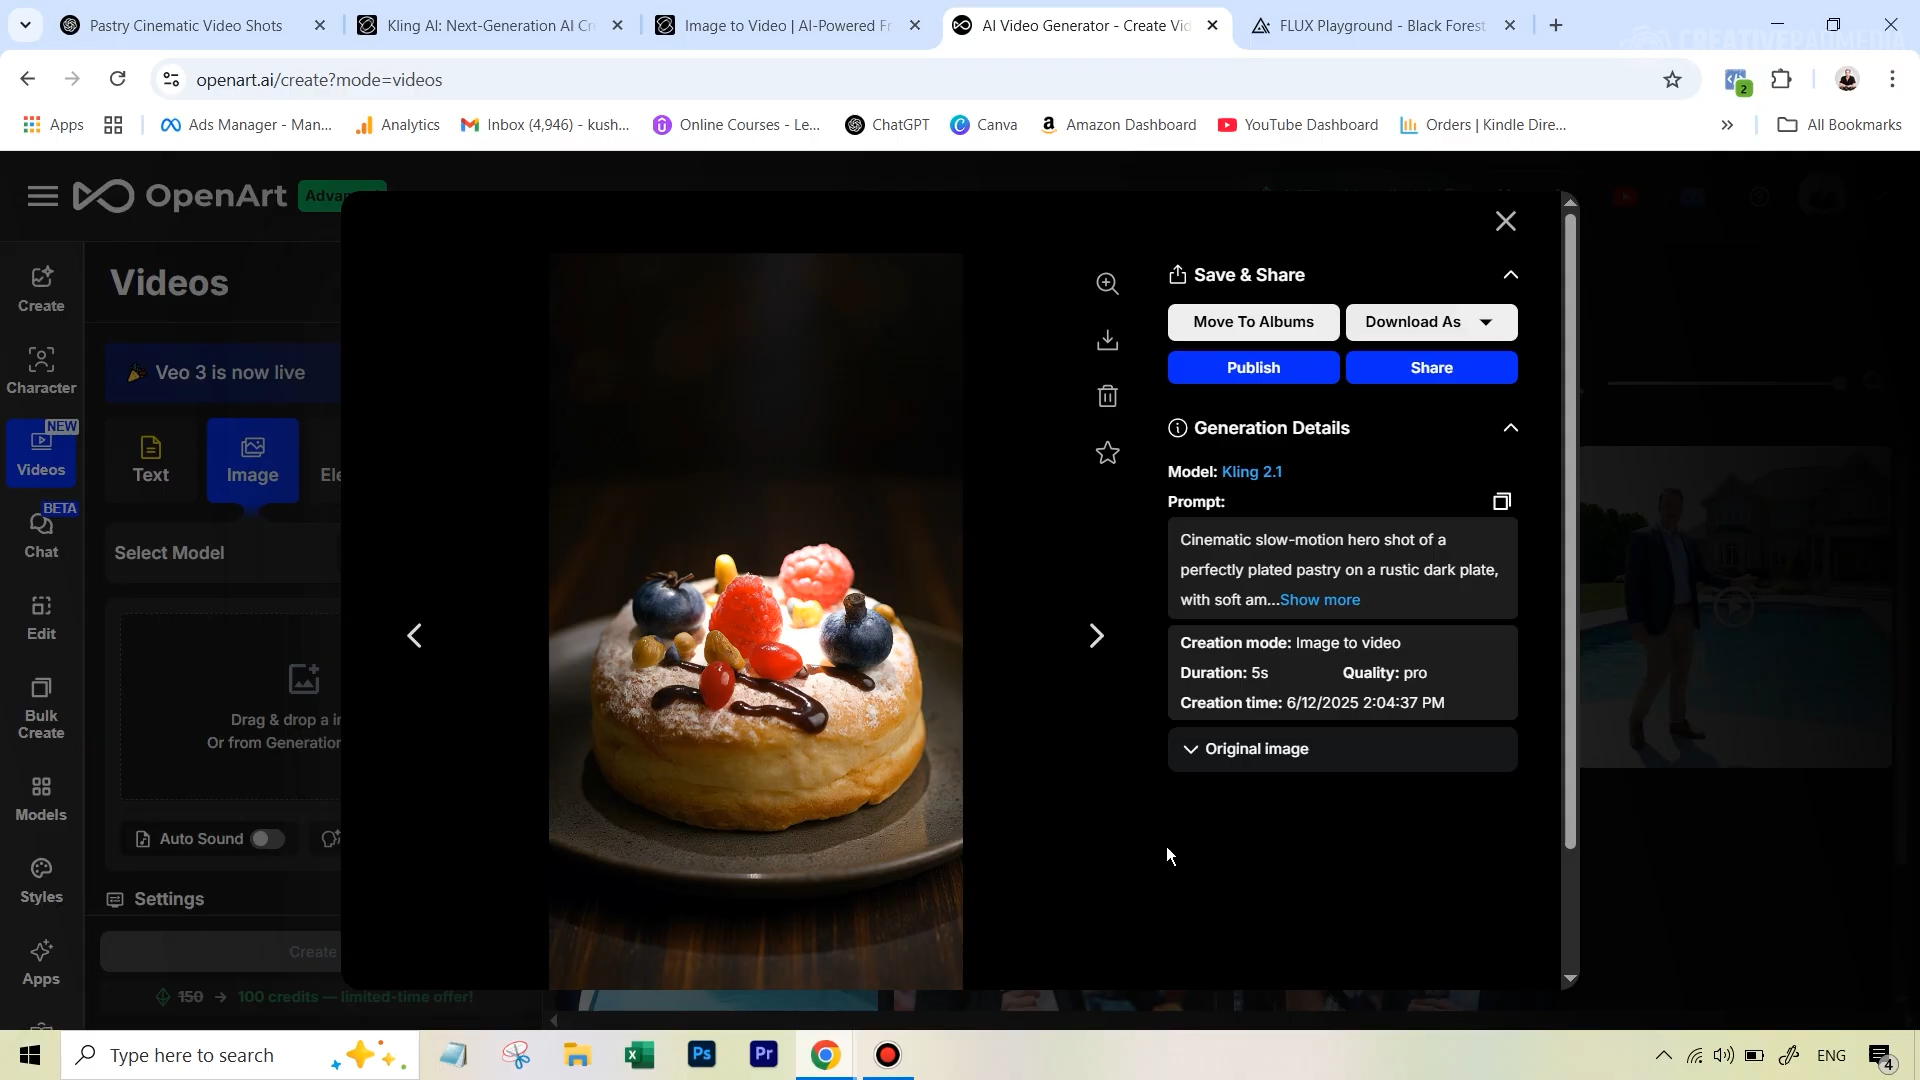 Pastry Cinematic Video Shots
Kling AI: Next-Generation AI Cr
Image to Video | AI-Powered Fr
AI Video Generator - Create Vid
FLUX Playground - Black Forest
CREATIVEPADMEDIA
openart.ai/create?mode=videos
2
Apps
Ads Manager - Man...
Analytics
Inbox (4,946) - kush...
Online Courses - Le...
ChatGPT
Canva
Amazon Dashboard
YouTube Dashboard
Orders | Kindle Dire...
All Bookmarks
OpenArt
Advan
Create
Character
NEW
Videos
BETA
Chat
Edit
Bulk
Create
Models
Styles
Apps
Videos
Veo 3 is now live
Text
Image
Ele
Select Model
Drag & drop a i
Or from Generation
Auto Sound
Settings
Create
150 → 100 credits — limited-time offer!
Save & Share
Move To Albums
Download As
Publish
Share
Generation Details
Model: Kling 2.1
Prompt:
Cinematic slow-motion hero shot of a
perfectly plated pastry on a rustic dark plate,
with soft am...Show more
Creation mode: Image to video
Duration: 5s Quality: pro
Creation time: 6/12/2025 2:04:37 PM
Original image
Type here to search
Ps
Pr
ENG
4